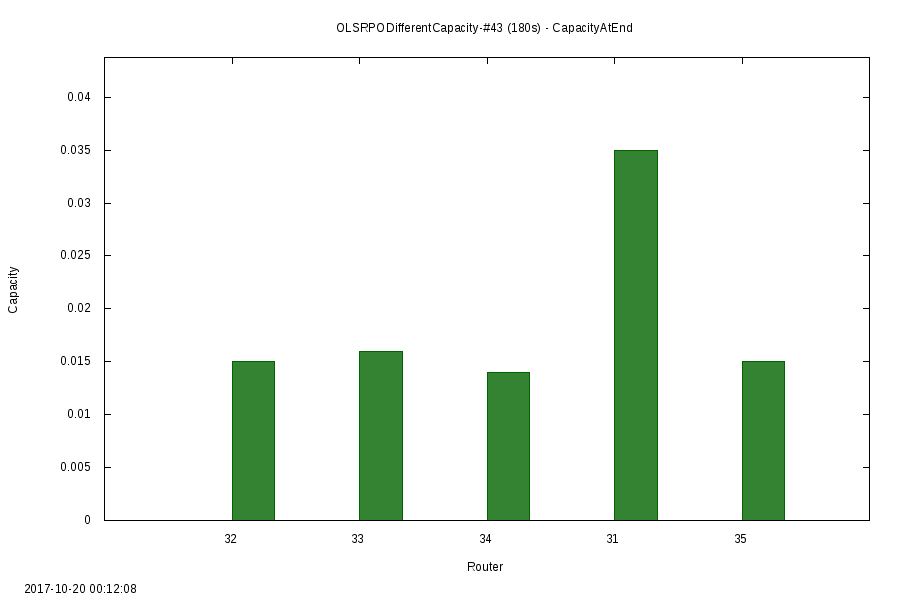 OLSRPODifferentCapacity-#43 (180s) - CapacityAtEnd
0.04
0.035
0.03
0.025
0.02
0.015
0.01
0.005
0
Capacity
32 33 34 31 35
Router
2017-10-20 00:12:08